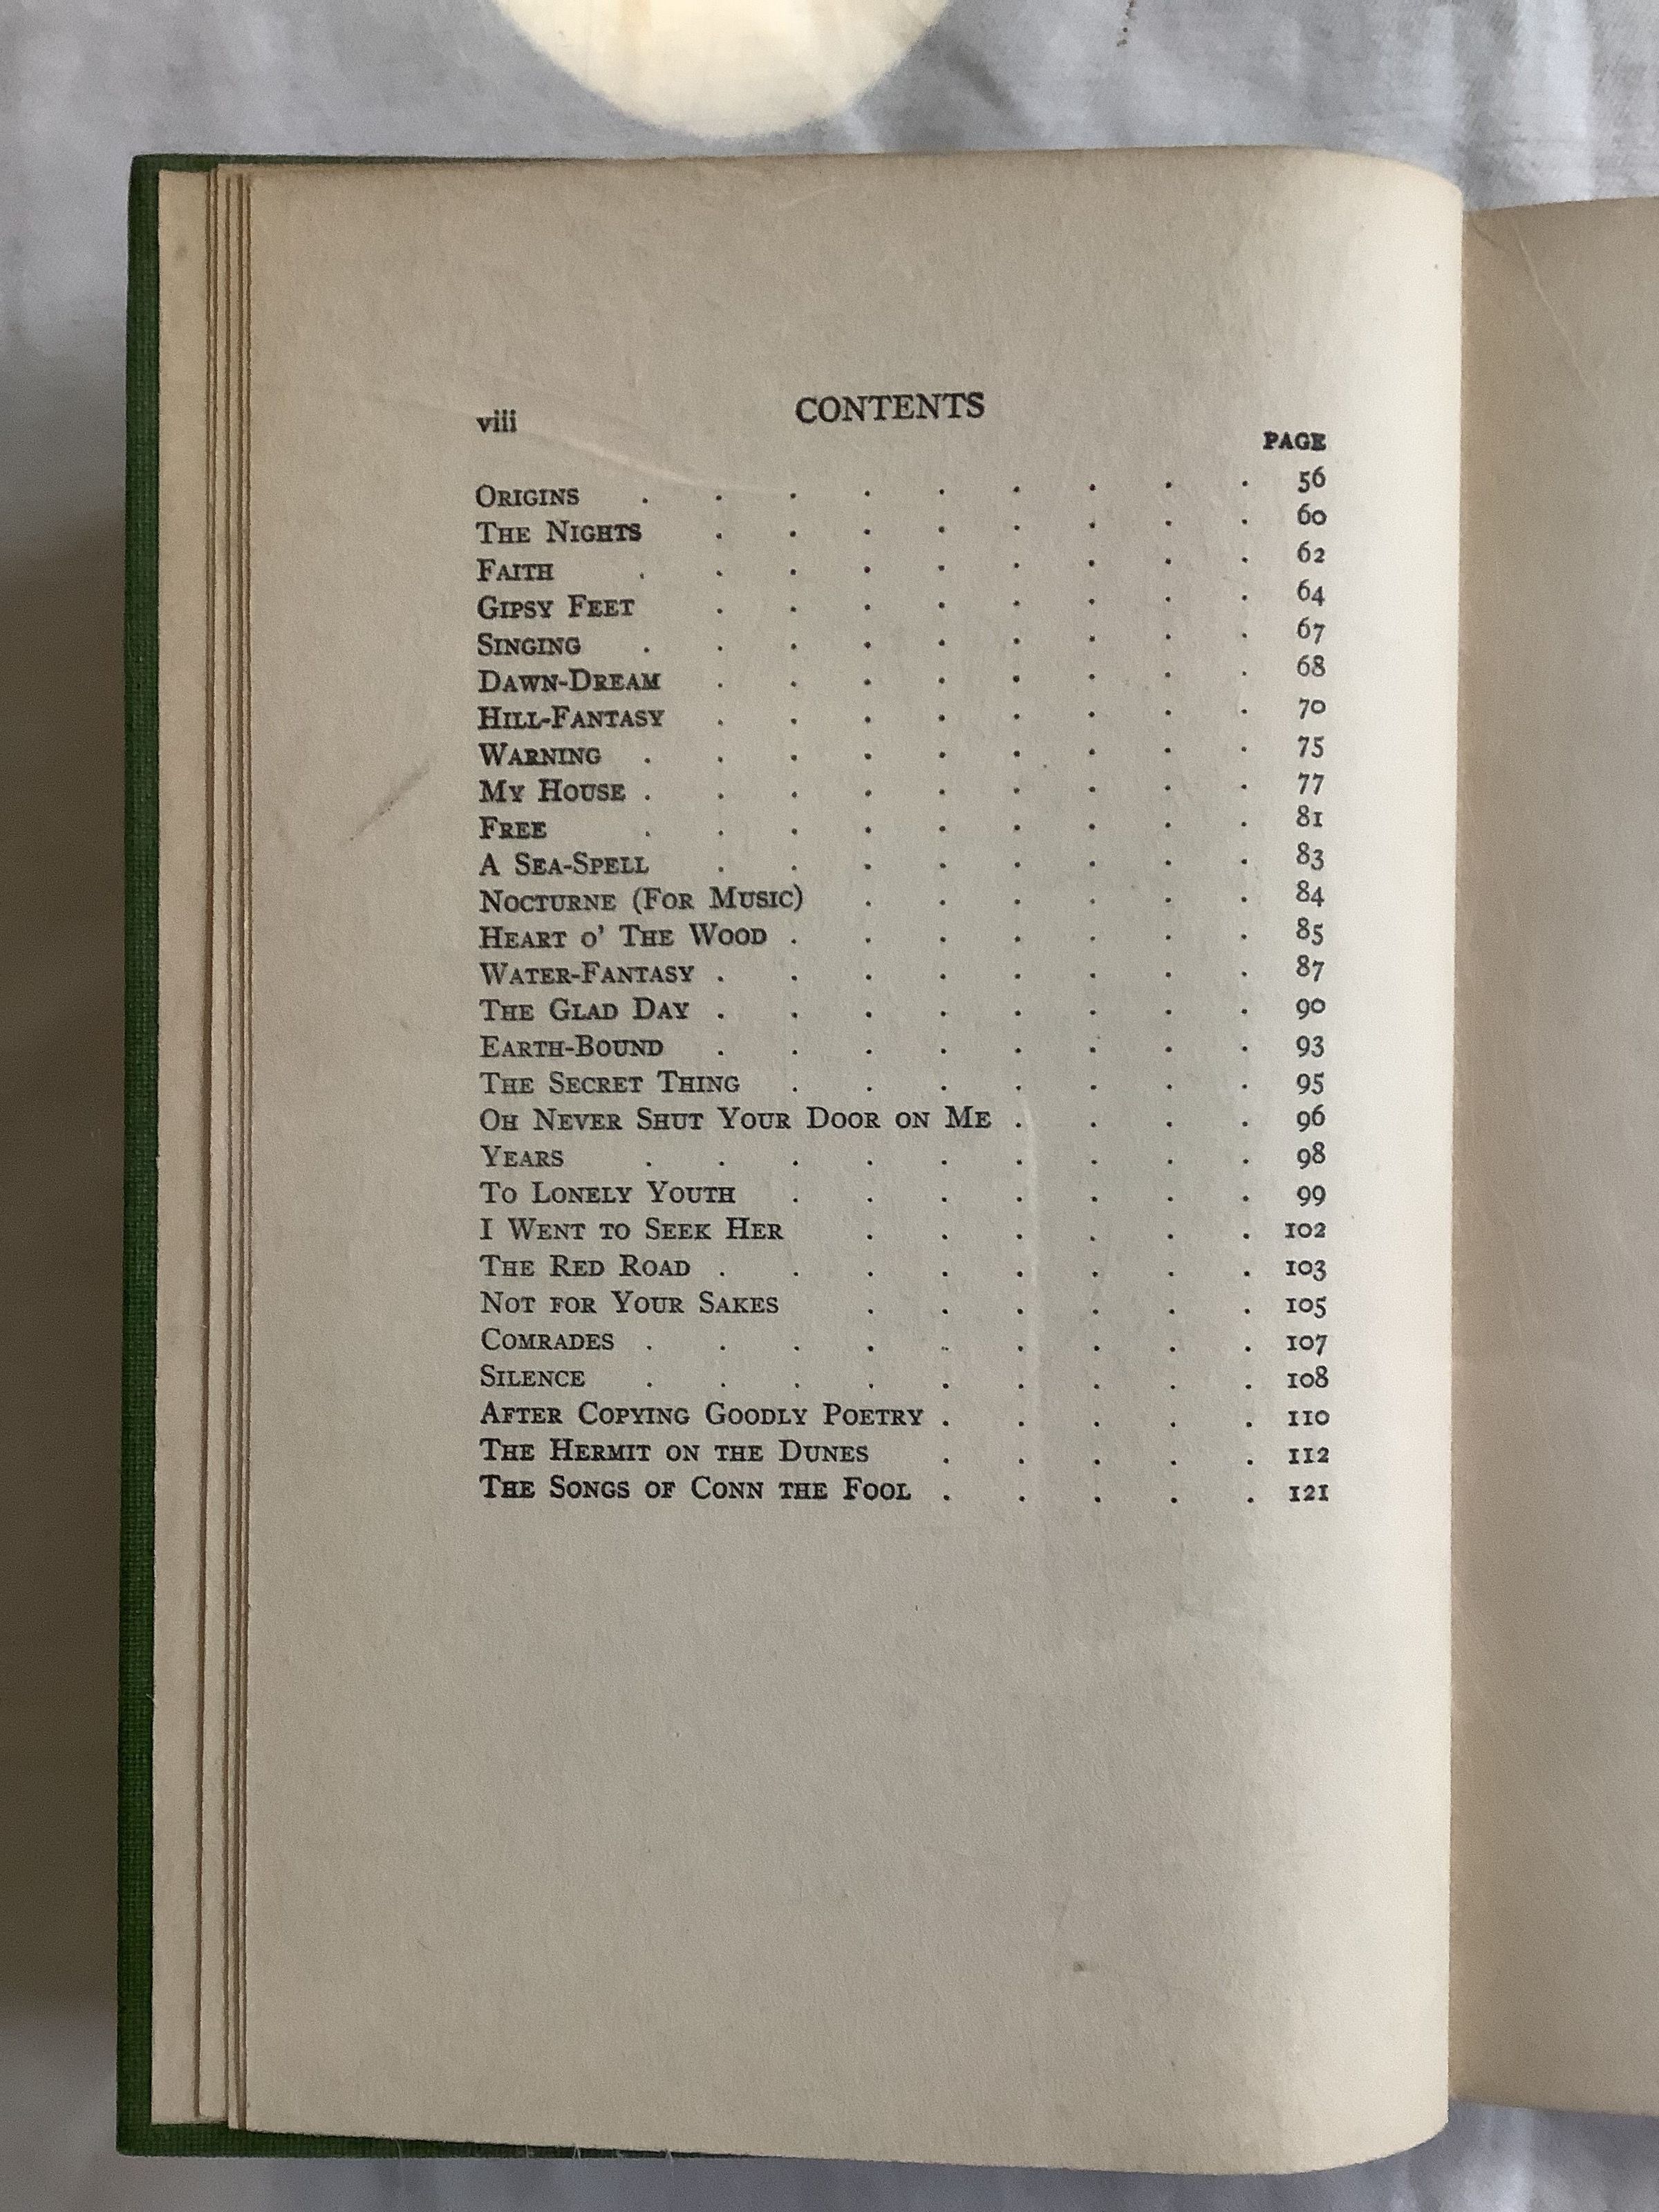 viii CONTENTS
PAGE
ORIGINS . . . . . . . . . 56
THE NIGHTS . . . . . . . . 60
FAITH . . . . . . . . . 62
GIPSY FEET . . . . . . . . 64
SINGING . . . . . . . . . 67
DAWN-DREAM . . . . . . . . 68
HILL-FANTASY . . . . . . . . 70
WARNING . . . . . . . . . 75
MY HOUSE . . . . . . . . . 77
FREE . . . . . . . . . 81
A SEA-SPELL . . . . . . . . 83
NOCTURNE (FOR MUSIC) . . . . . . 84
HEART O' THE WOOD . . . . . . . 85
WATER-FANTASY . . . . . . . . 87
THE GLAD DAY . . . . . . . . 90
EARTH-BOUND . . . . . . . . 93
THE SECRET THING . . . . . . . 95
OH NEVER SHUT YOUR DOOR ON ME . . . . 96
YEARS . . . . . . . . . 98
TO LONELY YOUTH . . . . . . . 99
I WENT TO SEEK HER . . . . . . 102
THE RED ROAD . . . . . . . . 103
NOT FOR YOUR SAKES . . . . . . 105
COMRADES . . . . . . . . . 107
SILENCE . . . . . . . . . 108
AFTER COPYING GOODLY POETRY . . . . . 110
THE HERMIT ON THE DUNES . . . . . 112
THE SONGS OF CONN THE FOOL . . . . . 121